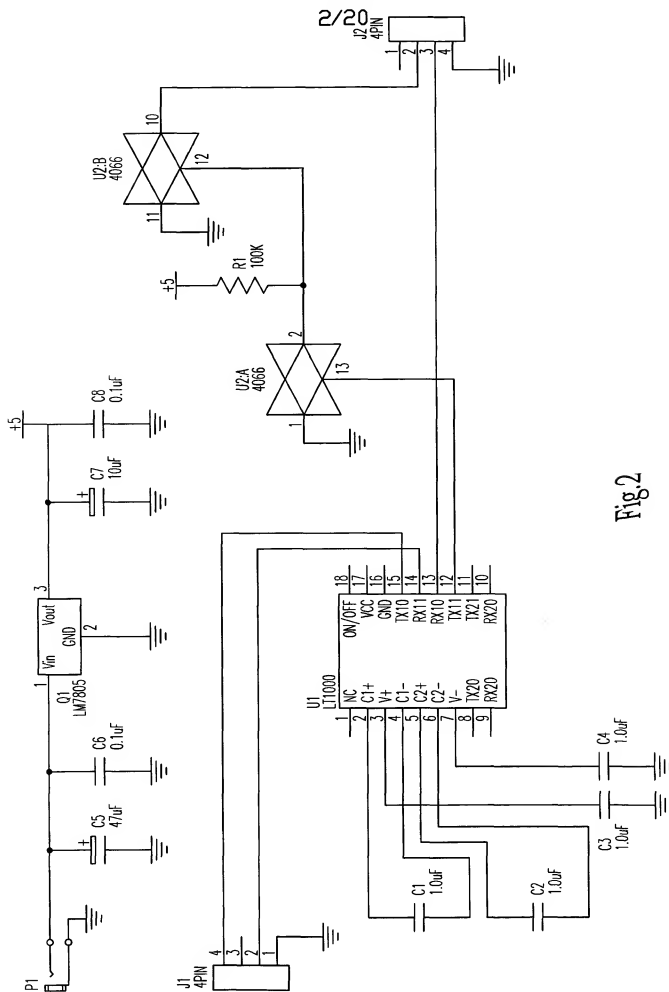 2/20
P1
C5
47uF
+
C6
0.1uF
1
Vin
Vout
3
GND
2
Q1
LM7805
+
C7
10uF
C8
0.1uF
+5
J1
4PIN
4
3
2
1
U1
LT1000
1
NC
2
C1+
3
V+
4
C1-
5
C2+
6
C2-
7
V-
8
TX20
9
RX20
18
ON/OFF
17
VCC
16
GND
15
TX10
14
RX11
13
RX10
12
TX11
11
TX21
10
RX20
C1
1.0uF
C2
1.0uF
C3
1.0uF
C4
1.0uF
U2:A
4066
1
2
13
+5
R1
100K
U2:B
4066
11
10
12
J2
4PIN
1
2
3
4
Fig.2